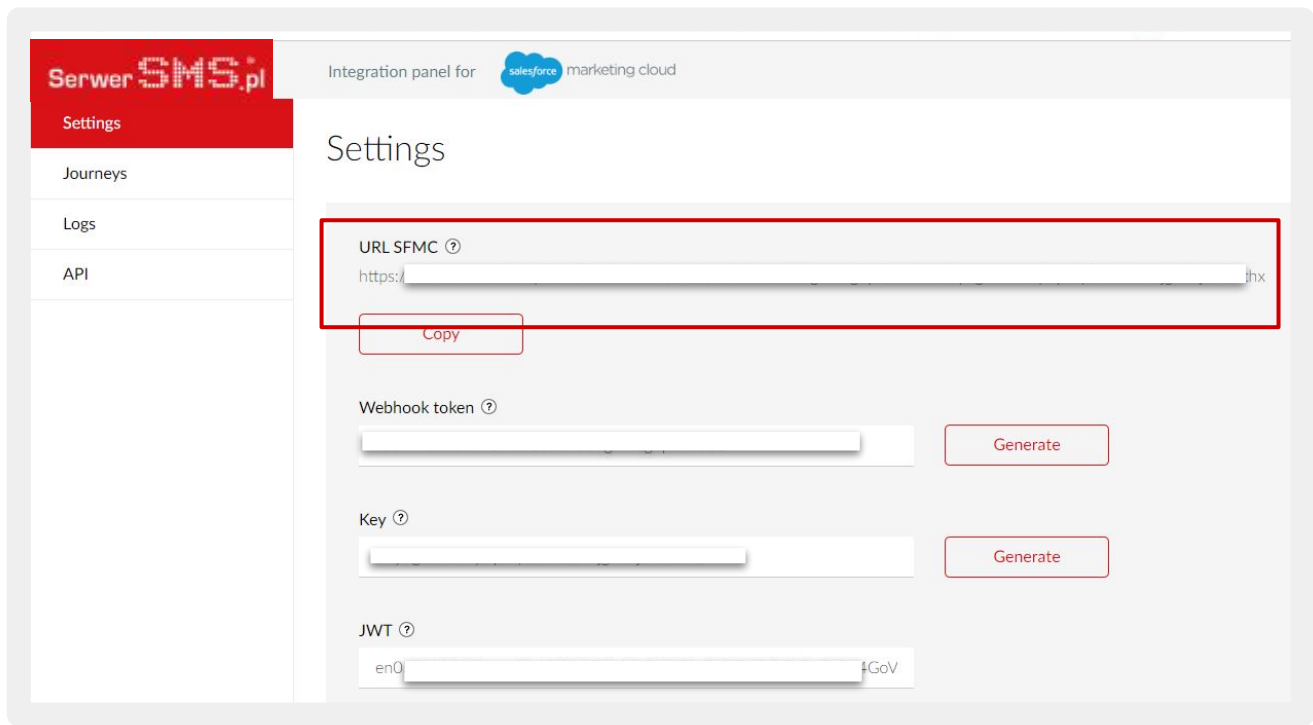 Serwer SMS.pl
Integration panel for salesforce marketing cloud
Settings
Journeys
Logs
API
Settings
URL SFMC ?
https:/ thx
Copy
Webhook token ?
Generate
Key ?
Generate
JWT ?
en0 4GoV